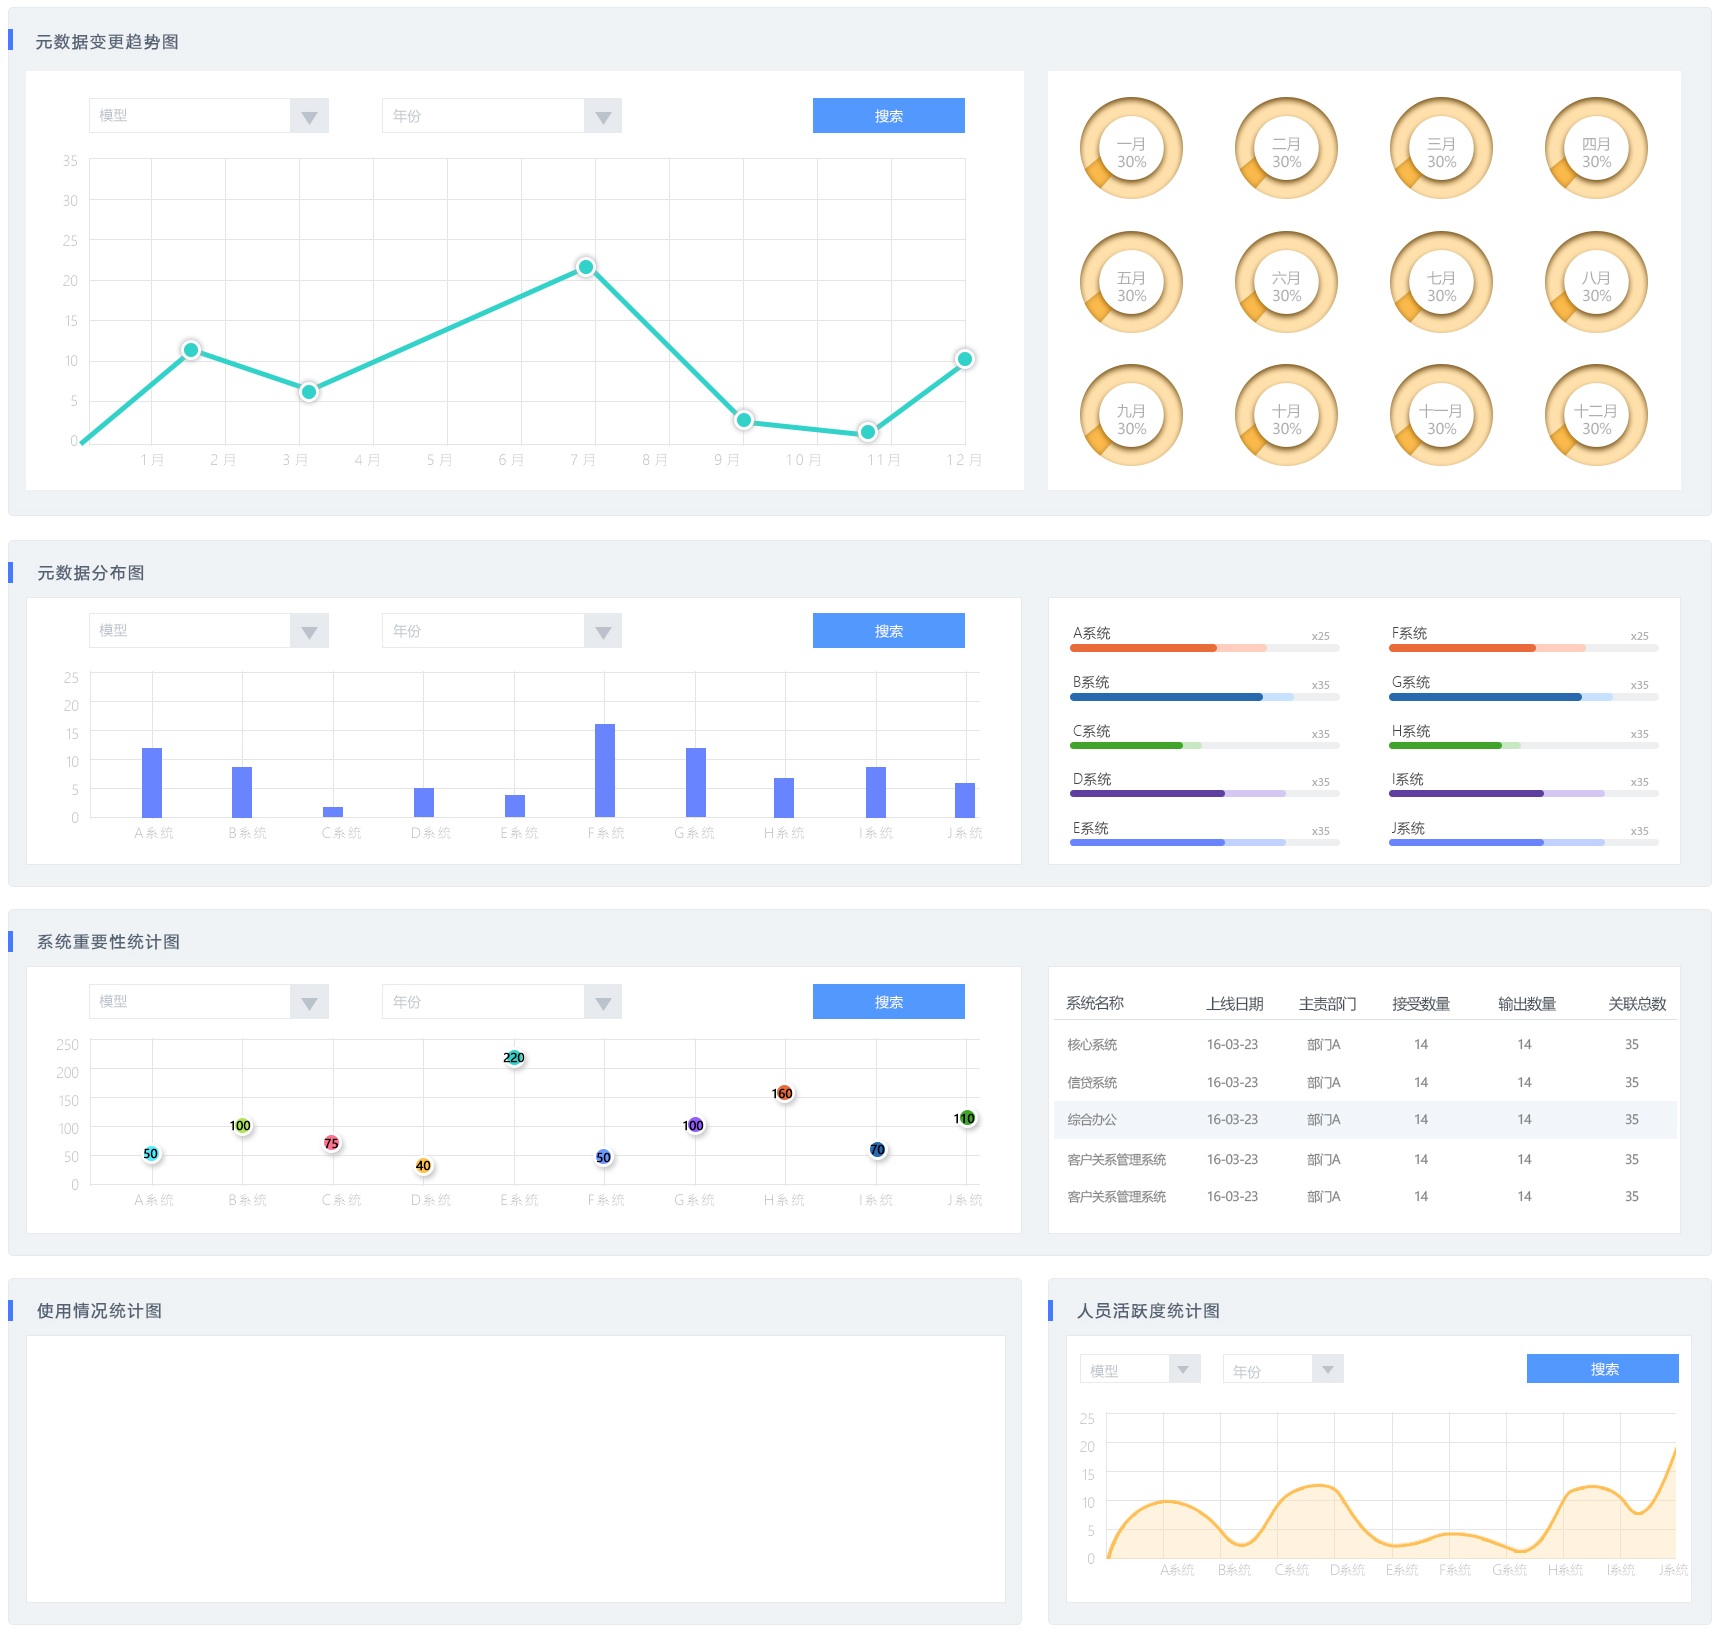 元数据变更趋势图
模型
年份
搜索
35
30
25
20
15
10
5
0
1月
2月
3月
4月
5月
6月
7月
8月
9月
10月
11月
12月
一月
30%
二月
30%
三月
30%
四月
30%
五月
30%
六月
30%
七月
30%
八月
30%
九月
30%
十月
30%
十一月
30%
十二月
30%
元数据分布图
模型
年份
搜索
25
20
15
10
5
0
A系统
B系统
C系统
D系统
E系统
F系统
G系统
H系统
I系统
J系统
A系统 x25
F系统 x25
B系统 x35
G系统 x35
C系统 x35
H系统 x35
D系统 x35
I系统 x35
E系统 x35
J系统 x35
系统重要性统计图
模型
年份
搜索
250
200
150
100
50
0
50
100
75
40
220
50
100
160
70
110
A系统
B系统
C系统
D系统
E系统
F系统
G系统
H系统
I系统
J系统
系统名称 上线日期 主责部门 接受数量 输出数量 关联总数
核心系统 16-03-23 部门A 14 14 35
信贷系统 16-03-23 部门A 14 14 35
综合办公 16-03-23 部门A 14 14 35
客户关系管理系统 16-03-23 部门A 14 14 35
客户关系管理系统 16-03-23 部门A 14 14 35
使用情况统计图
人员活跃度统计图
模型
年份
搜索
25
20
15
10
5
0
A系统
B系统
C系统
D系统
E系统
F系统
G系统
H系统
I系统
J系统